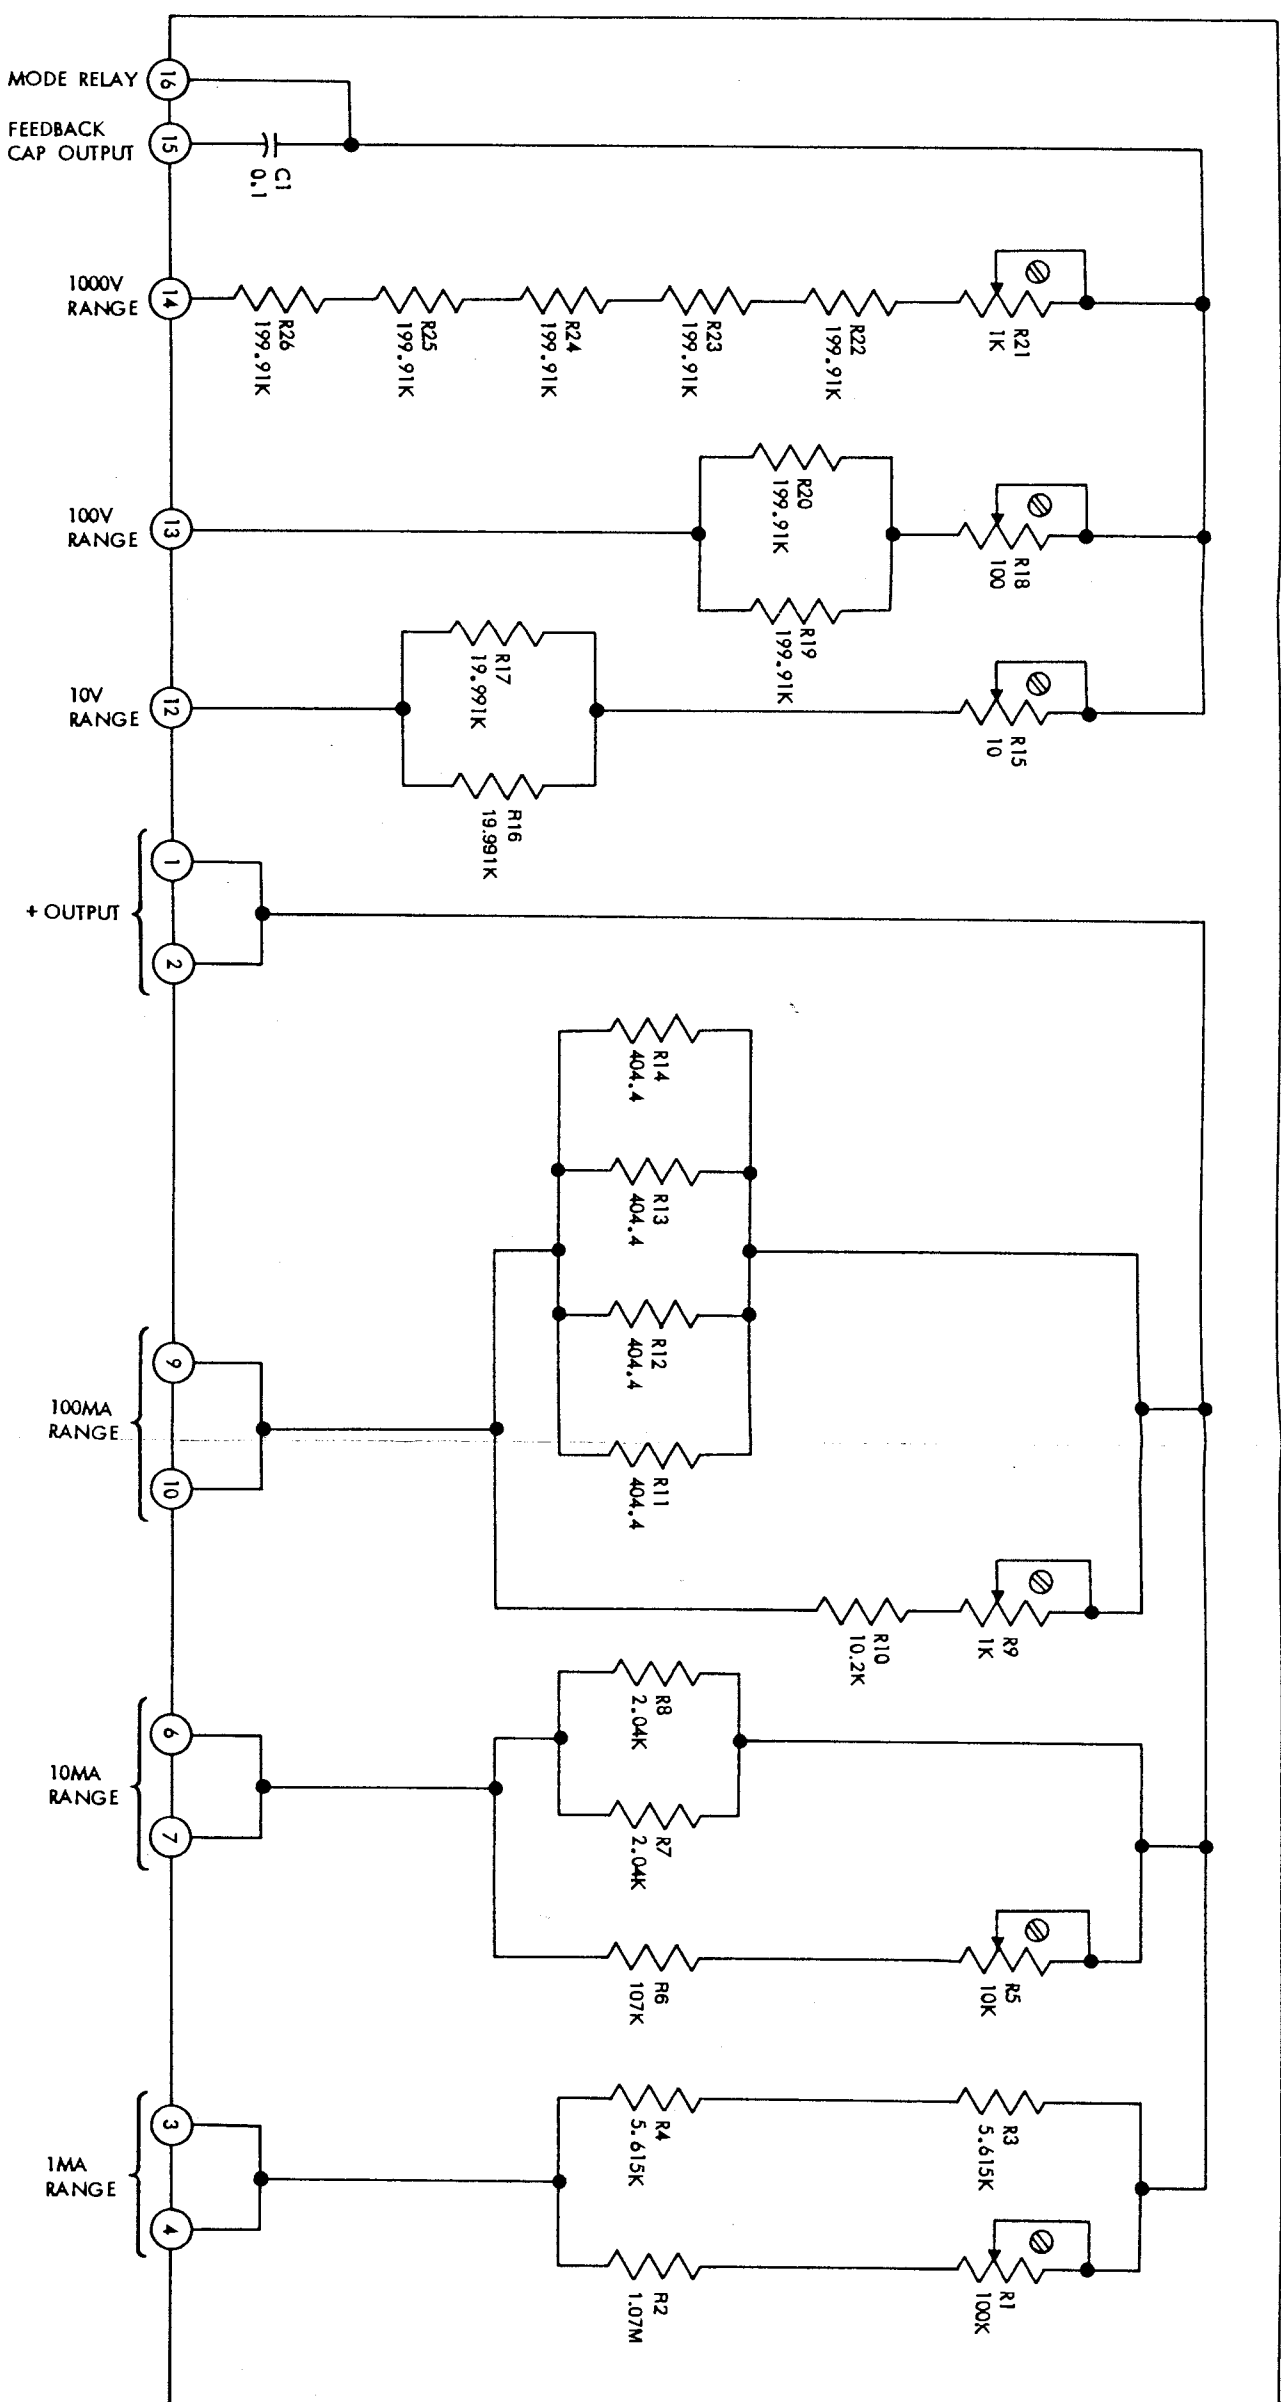 MODE RELAY
16
FEEDBACK
CAP OUTPUT
15
C1
0.1
1000V
RANGE
14
R26
199.91K
R25
199.91K
R24
199.91K
R23
199.91K
R22
199.91K
R21
1K
100V
RANGE
13
R20
199.91K
R19
199.91K
R18
100
10V
RANGE
12
R17
19.991K
R16
19.991K
R15
10
+ OUTPUT
1
2
R14
404.4
R13
404.4
R12
404.4
R11
404.4
100MA
RANGE
9
10
R10
10.2K
R9
1K
10MA
RANGE
6
7
R8
2.04K
R7
2.04K
R6
107K
R5
10K
1MA
RANGE
3
4
R4
5.615K
R3
5.615K
R2
1.07M
R1
100K